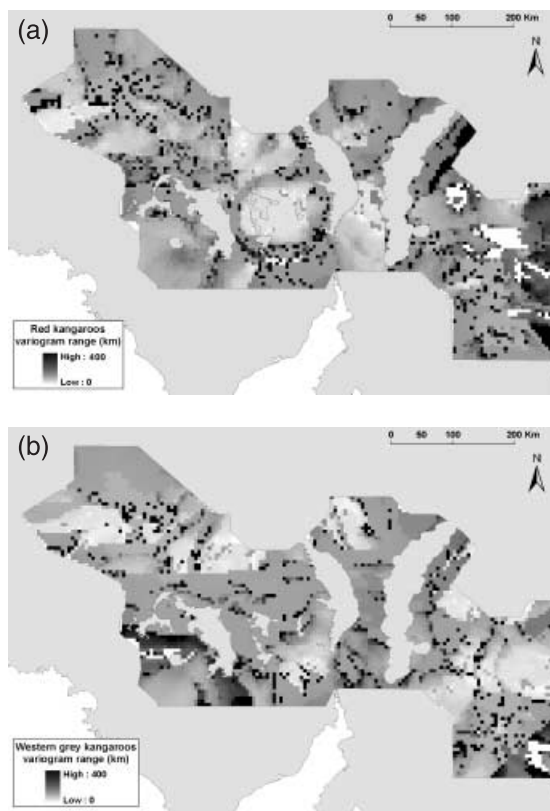 (a)
0 50 100 200 Km
N
Red kangaroos
variogram range (km)
High : 400
Low : 0
(b)
0 50 100 200 Km
N
Western grey kangaroos
variogram range (km)
High : 400
Low : 0